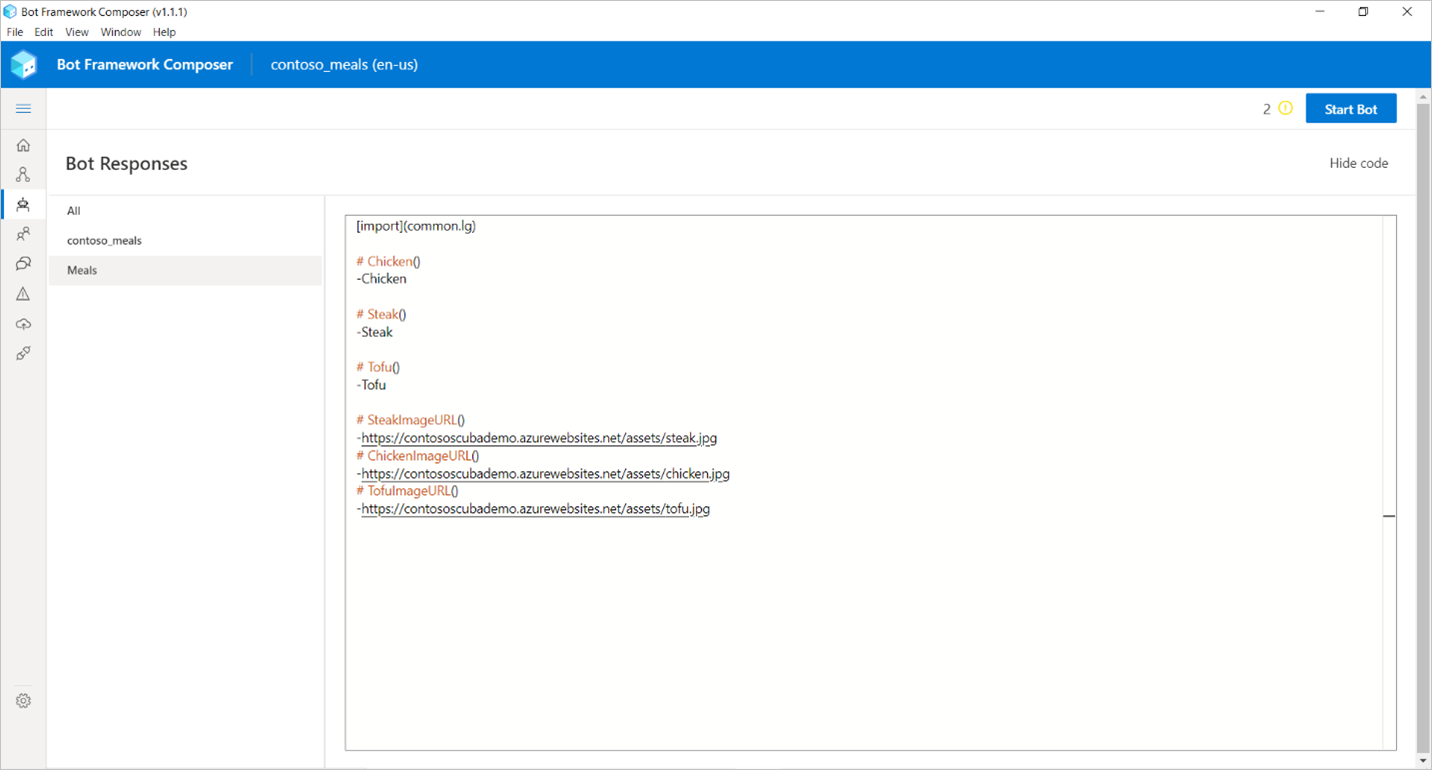 Bot Framework Composer (v1.1.1)
File Edit View Window Help
Bot Framework Composer contoso_meals (en-us)
2 Start Bot
Bot Responses
Hide code
All
contoso_meals
Meals
[import](common.lg)
# Chicken()
-Chicken
# Steak()
-Steak
# Tofu()
-Tofu
# SteakImageURL()
-https://contososcubademo.azurewebsites.net/assets/steak.jpg
# ChickenImageURL()
-https://contososcubademo.azurewebsites.net/assets/chicken.jpg
# TofuImageURL()
-https://contososcubademo.azurewebsites.net/assets/tofu.jpg